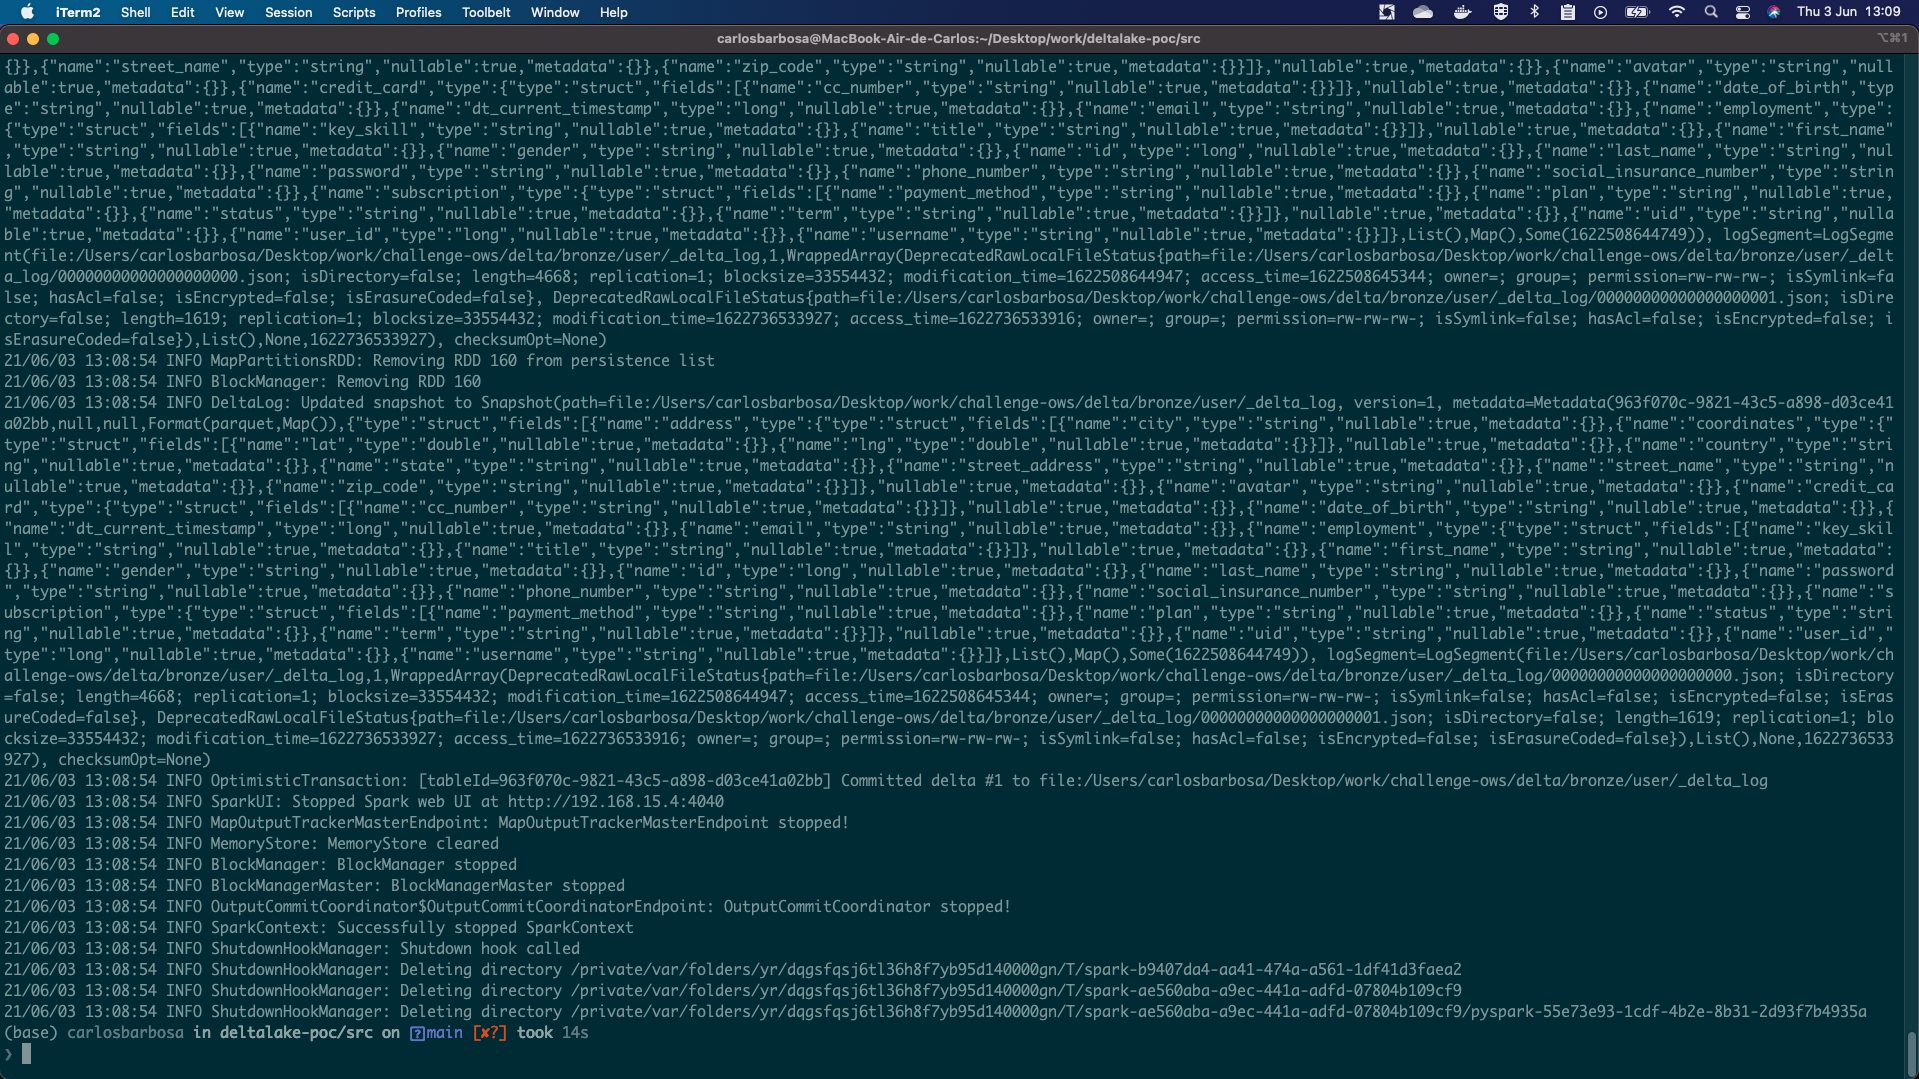 iTerm2 Shell Edit View Session Scripts Profiles Toolbelt Window Help Thu 3 Jun 13:09
carlosbarbosa@MacBook-Air-de-Carlos:~/Desktop/work/deltalake-poc/src ⌥⌘1
{}},{"name":"street_name","type":"string","nullable":true,"metadata":{}},{"name":"zip_code","type":"string","nullable":true,"metadata":{}}]},"nullable":true,"metadata":{}},{"name":"avatar","type":"string","null
able":true,"metadata":{}},{"name":"credit_card","type":{"type":"struct","fields":[{"name":"cc_number","type":"string","nullable":true,"metadata":{}}]},"nullable":true,"metadata":{}},{"name":"date_of_birth","typ
e":"string","nullable":true,"metadata":{}},{"name":"dt_current_timestamp","type":"long","nullable":true,"metadata":{}},{"name":"email","type":"string","nullable":true,"metadata":{}},{"name":"employment","type":
{"type":"struct","fields":[{"name":"key_skill","type":"string","nullable":true,"metadata":{}},{"name":"title","type":"string","nullable":true,"metadata":{}}]},"nullable":true,"metadata":{}},{"name":"first_name"
,"type":"string","nullable":true,"metadata":{}},{"name":"gender","type":"string","nullable":true,"metadata":{}},{"name":"id","type":"long","nullable":true,"metadata":{}},{"name":"last_name","type":"string","nul
lable":true,"metadata":{}},{"name":"password","type":"string","nullable":true,"metadata":{}},{"name":"phone_number","type":"string","nullable":true,"metadata":{}},{"name":"social_insurance_number","type":"strin
g","nullable":true,"metadata":{}},{"name":"subscription","type":{"type":"struct","fields":[{"name":"payment_method","type":"string","nullable":true,"metadata":{}},{"name":"plan","type":"string","nullable":true,
"metadata":{}},{"name":"status","type":"string","nullable":true,"metadata":{}},{"name":"term","type":"string","nullable":true,"metadata":{}}]},"nullable":true,"metadata":{}},{"name":"uid","type":"string","nulla
ble":true,"metadata":{}},{"name":"user_id","type":"long","nullable":true,"metadata":{}},{"name":"username","type":"string","nullable":true,"metadata":{}}]},List(),Map(),Some(1622508644749)), logSegment=LogSegme
nt(file:/Users/carlosbarbosa/Desktop/work/challenge-ows/delta/bronze/user/_delta_log,1,WrappedArray(DeprecatedRawLocalFileStatus{path=file:/Users/carlosbarbosa/Desktop/work/challenge-ows/delta/bronze/user/_delt
a_log/00000000000000000000.json; isDirectory=false; length=4668; replication=1; blocksize=33554432; modification_time=1622508644947; access_time=1622508645344; owner=; group=; permission=rw-rw-rw-; isSymlink=fa
lse; hasAcl=false; isEncrypted=false; isErasureCoded=false}, DeprecatedRawLocalFileStatus{path=file:/Users/carlosbarbosa/Desktop/work/challenge-ows/delta/bronze/user/_delta_log/00000000000000000001.json; isDire
ctory=false; length=1619; replication=1; blocksize=33554432; modification_time=1622736533927; access_time=1622736533916; owner=; group=; permission=rw-rw-rw-; isSymlink=false; hasAcl=false; isEncrypted=false; i
sErasureCoded=false}),List(),None,1622736533927), checksumOpt=None)
21/06/03 13:08:54 INFO MapPartitionsRDD: Removing RDD 160 from persistence list
21/06/03 13:08:54 INFO BlockManager: Removing RDD 160
21/06/03 13:08:54 INFO DeltaLog: Updated snapshot to Snapshot(path=file:/Users/carlosbarbosa/Desktop/work/challenge-ows/delta/bronze/user/_delta_log, version=1, metadata=Metadata(963f070c-9821-43c5-a898-d03ce41
a02bb,null,null,Format(parquet,Map()),{"type":"struct","fields":[{"name":"address","type":{"type":"struct","fields":[{"name":"city","type":"string","nullable":true,"metadata":{}},{"name":"coordinates","type":{"
type":"struct","fields":[{"name":"lat","type":"double","nullable":true,"metadata":{}},{"name":"lng","type":"double","nullable":true,"metadata":{}}]},"nullable":true,"metadata":{}},{"name":"country","type":"stri
ng","nullable":true,"metadata":{}},{"name":"state","type":"string","nullable":true,"metadata":{}},{"name":"street_address","type":"string","nullable":true,"metadata":{}},{"name":"street_name","type":"string","n
ullable":true,"metadata":{}},{"name":"zip_code","type":"string","nullable":true,"metadata":{}}]},"nullable":true,"metadata":{}},{"name":"avatar","type":"string","nullable":true,"metadata":{}},{"name":"credit_ca
rd","type":{"type":"struct","fields":[{"name":"cc_number","type":"string","nullable":true,"metadata":{}}]},"nullable":true,"metadata":{}},{"name":"date_of_birth","type":"string","nullable":true,"metadata":{}},{
"name":"dt_current_timestamp","type":"long","nullable":true,"metadata":{}},{"name":"email","type":"string","nullable":true,"metadata":{}},{"name":"employment","type":{"type":"struct","fields":[{"name":"key_skil
l","type":"string","nullable":true,"metadata":{}},{"name":"title","type":"string","nullable":true,"metadata":{}}]},"nullable":true,"metadata":{}},{"name":"first_name","type":"string","nullable":true,"metadata":
{}},{"name":"gender","type":"string","nullable":true,"metadata":{}},{"name":"id","type":"long","nullable":true,"metadata":{}},{"name":"last_name","type":"string","nullable":true,"metadata":{}},{"name":"password
","type":"string","nullable":true,"metadata":{}},{"name":"phone_number","type":"string","nullable":true,"metadata":{}},{"name":"social_insurance_number","type":"string","nullable":true,"metadata":{}},{"name":"s
ubscription","type":{"type":"struct","fields":[{"name":"payment_method","type":"string","nullable":true,"metadata":{}},{"name":"plan","type":"string","nullable":true,"metadata":{}},{"name":"status","type":"stri
ng","nullable":true,"metadata":{}},{"name":"term","type":"string","nullable":true,"metadata":{}}]},"nullable":true,"metadata":{}},{"name":"uid","type":"string","nullable":true,"metadata":{}},{"name":"user_id","
type":"long","nullable":true,"metadata":{}},{"name":"username","type":"string","nullable":true,"metadata":{}}]},List(),Map(),Some(1622508644749)), logSegment=LogSegment(file:/Users/carlosbarbosa/Desktop/work/ch
allenge-ows/delta/bronze/user/_delta_log,1,WrappedArray(DeprecatedRawLocalFileStatus{path=file:/Users/carlosbarbosa/Desktop/work/challenge-ows/delta/bronze/user/_delta_log/00000000000000000000.json; isDirectory
=false; length=4668; replication=1; blocksize=33554432; modification_time=1622508644947; access_time=1622508645344; owner=; group=; permission=rw-rw-rw-; isSymlink=false; hasAcl=false; isEncrypted=false; isEras
ureCoded=false}, DeprecatedRawLocalFileStatus{path=file:/Users/carlosbarbosa/Desktop/work/challenge-ows/delta/bronze/user/_delta_log/00000000000000000001.json; isDirectory=false; length=1619; replication=1; blo
cksize=33554432; modification_time=1622736533927; access_time=1622736533916; owner=; group=; permission=rw-rw-rw-; isSymlink=false; hasAcl=false; isEncrypted=false; isErasureCoded=false}),List(),None,1622736533
927), checksumOpt=None)
21/06/03 13:08:54 INFO OptimisticTransaction: [tableId=963f070c-9821-43c5-a898-d03ce41a02bb] Committed delta #1 to file:/Users/carlosbarbosa/Desktop/work/challenge-ows/delta/bronze/user/_delta_log
21/06/03 13:08:54 INFO SparkUI: Stopped Spark web UI at http://192.168.15.4:4040
21/06/03 13:08:54 INFO MapOutputTrackerMasterEndpoint: MapOutputTrackerMasterEndpoint stopped!
21/06/03 13:08:54 INFO MemoryStore: MemoryStore cleared
21/06/03 13:08:54 INFO BlockManager: BlockManager stopped
21/06/03 13:08:54 INFO BlockManagerMaster: BlockManagerMaster stopped
21/06/03 13:08:54 INFO OutputCommitCoordinator$OutputCommitCoordinatorEndpoint: OutputCommitCoordinator stopped!
21/06/03 13:08:54 INFO SparkContext: Successfully stopped SparkContext
21/06/03 13:08:54 INFO ShutdownHookManager: Shutdown hook called
21/06/03 13:08:54 INFO ShutdownHookManager: Deleting directory /private/var/folders/yr/dqgsfqsj6tl36h8f7yb95d140000gn/T/spark-b9407da4-aa41-474a-a561-1df41d3faea2
21/06/03 13:08:54 INFO ShutdownHookManager: Deleting directory /private/var/folders/yr/dqgsfqsj6tl36h8f7yb95d140000gn/T/spark-ae560aba-a9ec-441a-adfd-07804b109cf9
21/06/03 13:08:54 INFO ShutdownHookManager: Deleting directory /private/var/folders/yr/dqgsfqsj6tl36h8f7yb95d140000gn/T/spark-ae560aba-a9ec-441a-adfd-07804b109cf9/pyspark-55e73e93-1cdf-4b2e-8b31-2d93f7b4935a
(base) carlosbarbosa in deltalake-poc/src on ?main [✘?] took 14s
❯